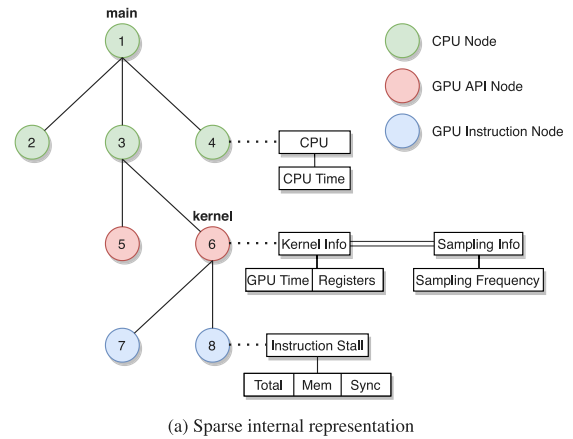 main
1
CPU Node
GPU API Node
GPU Instruction Node
2
3
4
CPU
CPU Time
kernel
5
6
Kernel Info
Sampling Info
GPU Time
Registers
Sampling Frequency
7
8
Instruction Stall
Total
Mem
Sync
(a) Sparse internal representation